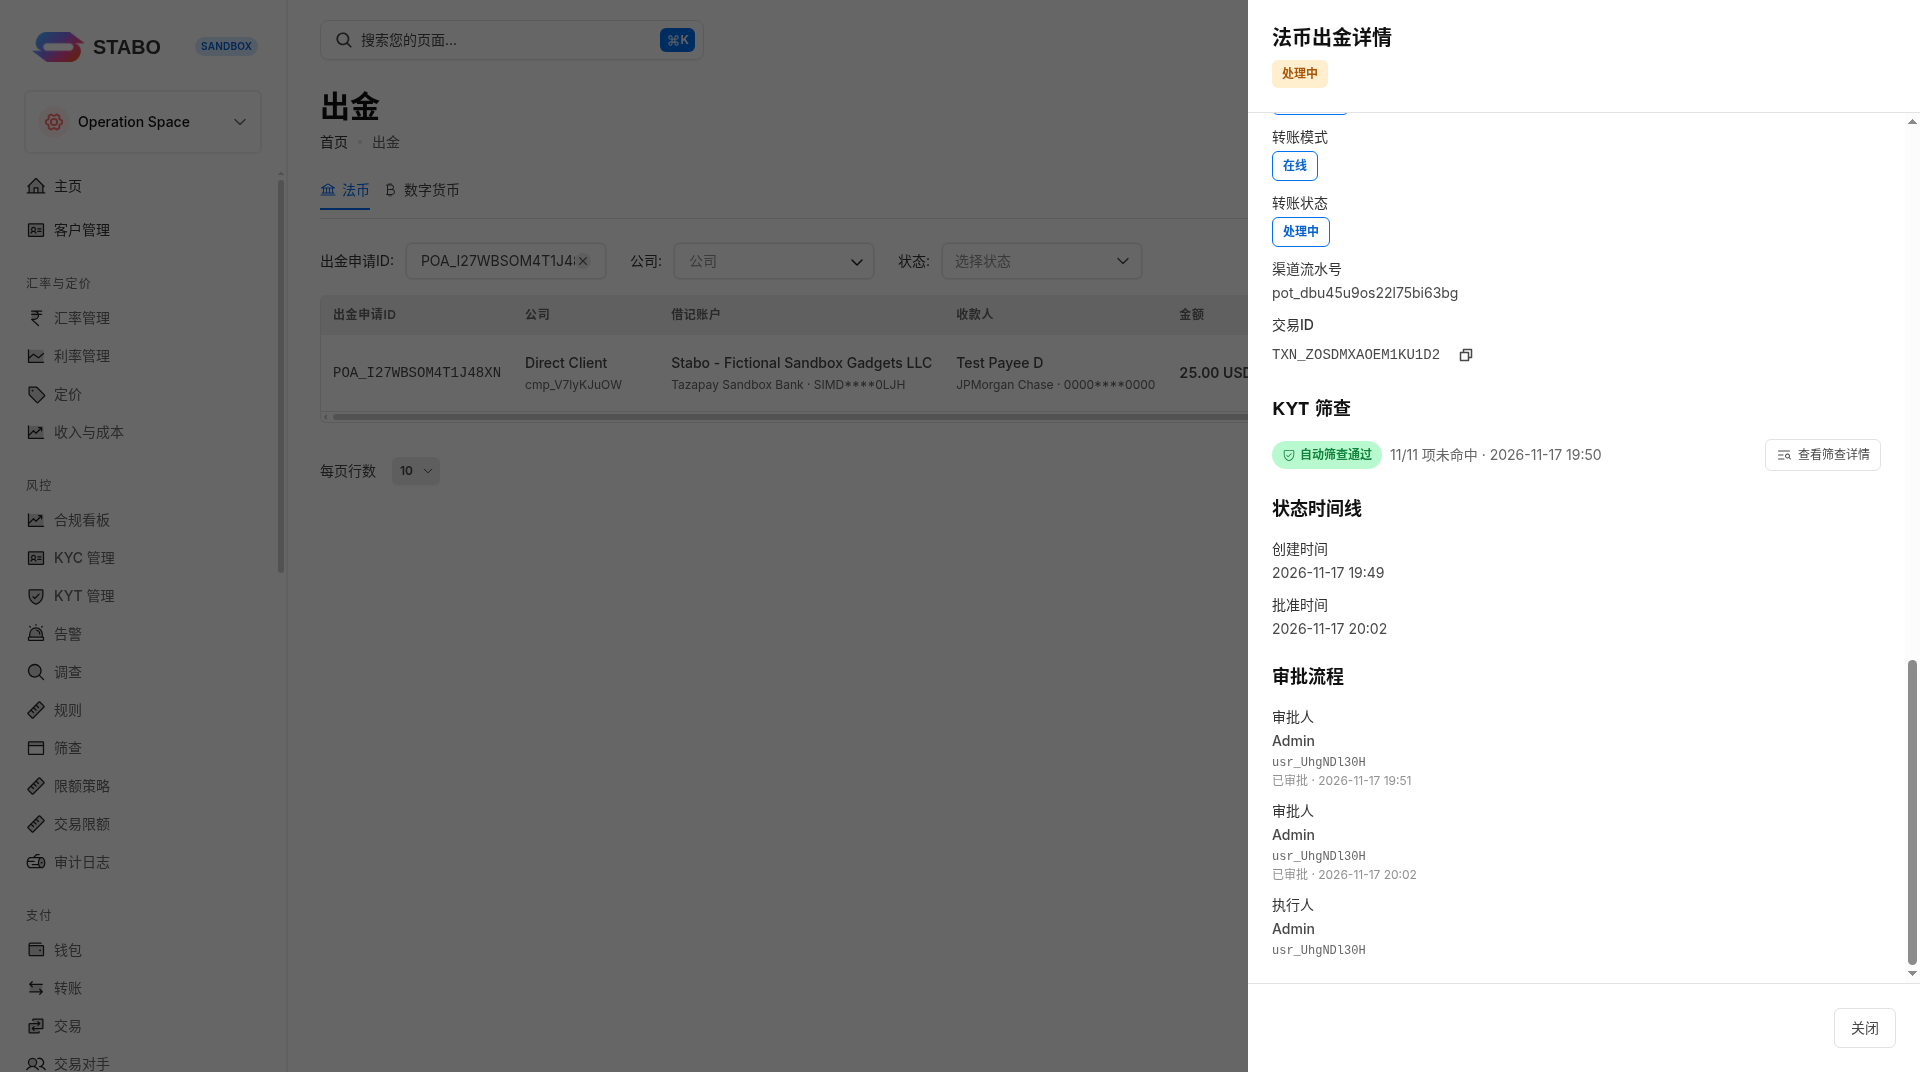 STABO
SANDBOX
Operation Space
主页
客户管理
汇率与定价
汇率管理
利率管理
定价
收入与成本
风控
合规看板
KYC 管理
KYT 管理
告警
调查
规则
筛查
限额策略
交易限额
审计日志
支付
钱包
转账
交易
交易对手
搜索您的页面...
⌘K
出金
首页 • 出金
法币
数字货币
出金申请ID:
POA_I27WBSOM4T1J4
公司:
公司
状态:
选择状态
出金申请ID 公司 借记账户 收款人 金额
POA_I27WBSOM4T1J48XN
Direct Client
cmp_V7IyKJuOW
Stabo - Fictional Sandbox Gadgets LLC
Tazapay Sandbox Bank · SIMD****0LJH
Test Payee D
JPMorgan Chase · 0000****0000
25.00 USD
每页行数
10
法币出金详情
处理中
转账模式
在线
转账状态
处理中
渠道流水号
pot_dbu45u9os22l75bi63bg
交易ID
TXN_ZOSDMXAOEM1KU1D2
KYT 筛查
自动筛查通过
11/11 项未命中 · 2026-11-17 19:50
查看筛查详情
状态时间线
创建时间
2026-11-17 19:49
批准时间
2026-11-17 20:02
审批流程
审批人
Admin
usr_UhgNDl30H
已审批 · 2026-11-17 19:51
审批人
Admin
usr_UhgNDl30H
已审批 · 2026-11-17 20:02
执行人
Admin
usr_UhgNDl30H
关闭